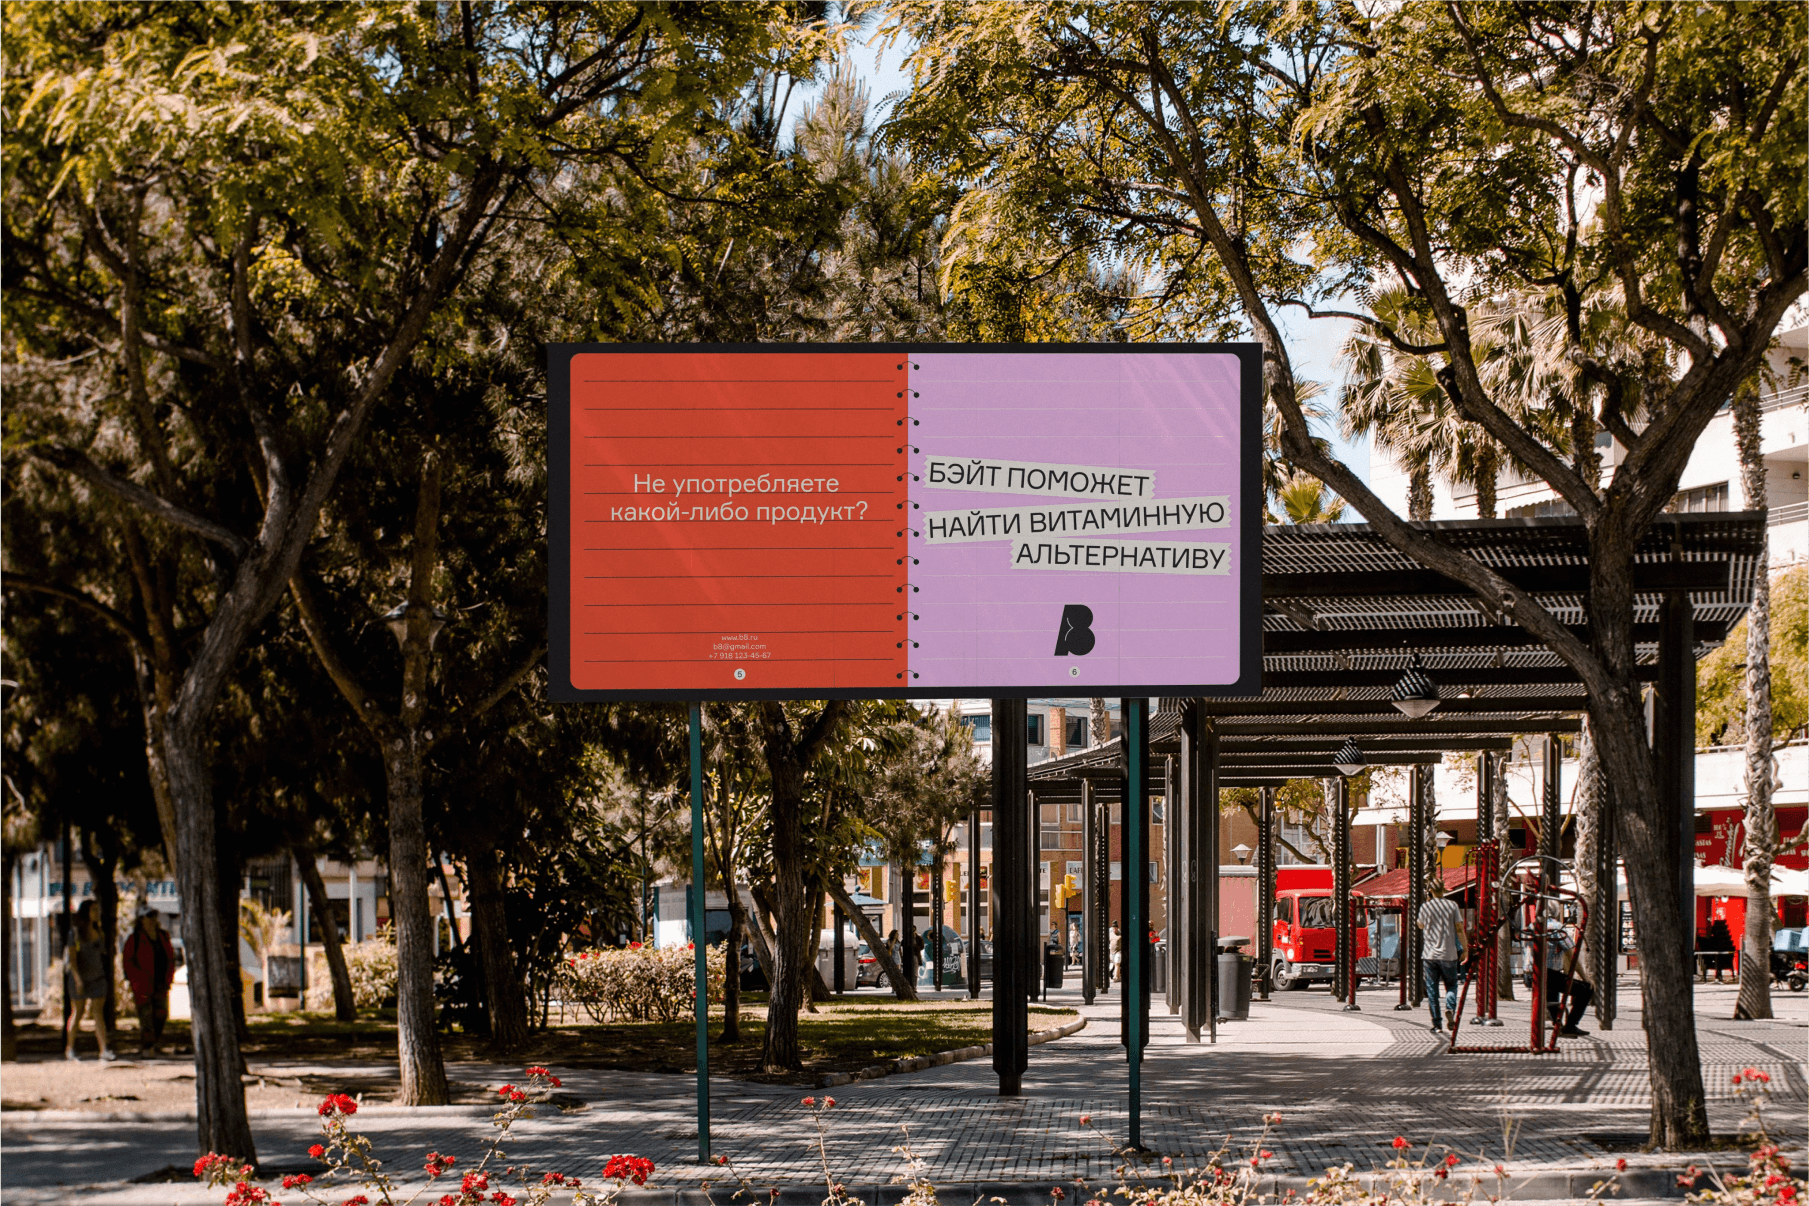 Не употребляете
какой-либо продукт?
www.b8.ru
b8@gmail.com
+7 918 123-45-67
5
БЭЙТ ПОМОЖЕТ
НАЙТИ ВИТАМИННУЮ
АЛЬТЕРНАТИВУ
B
6